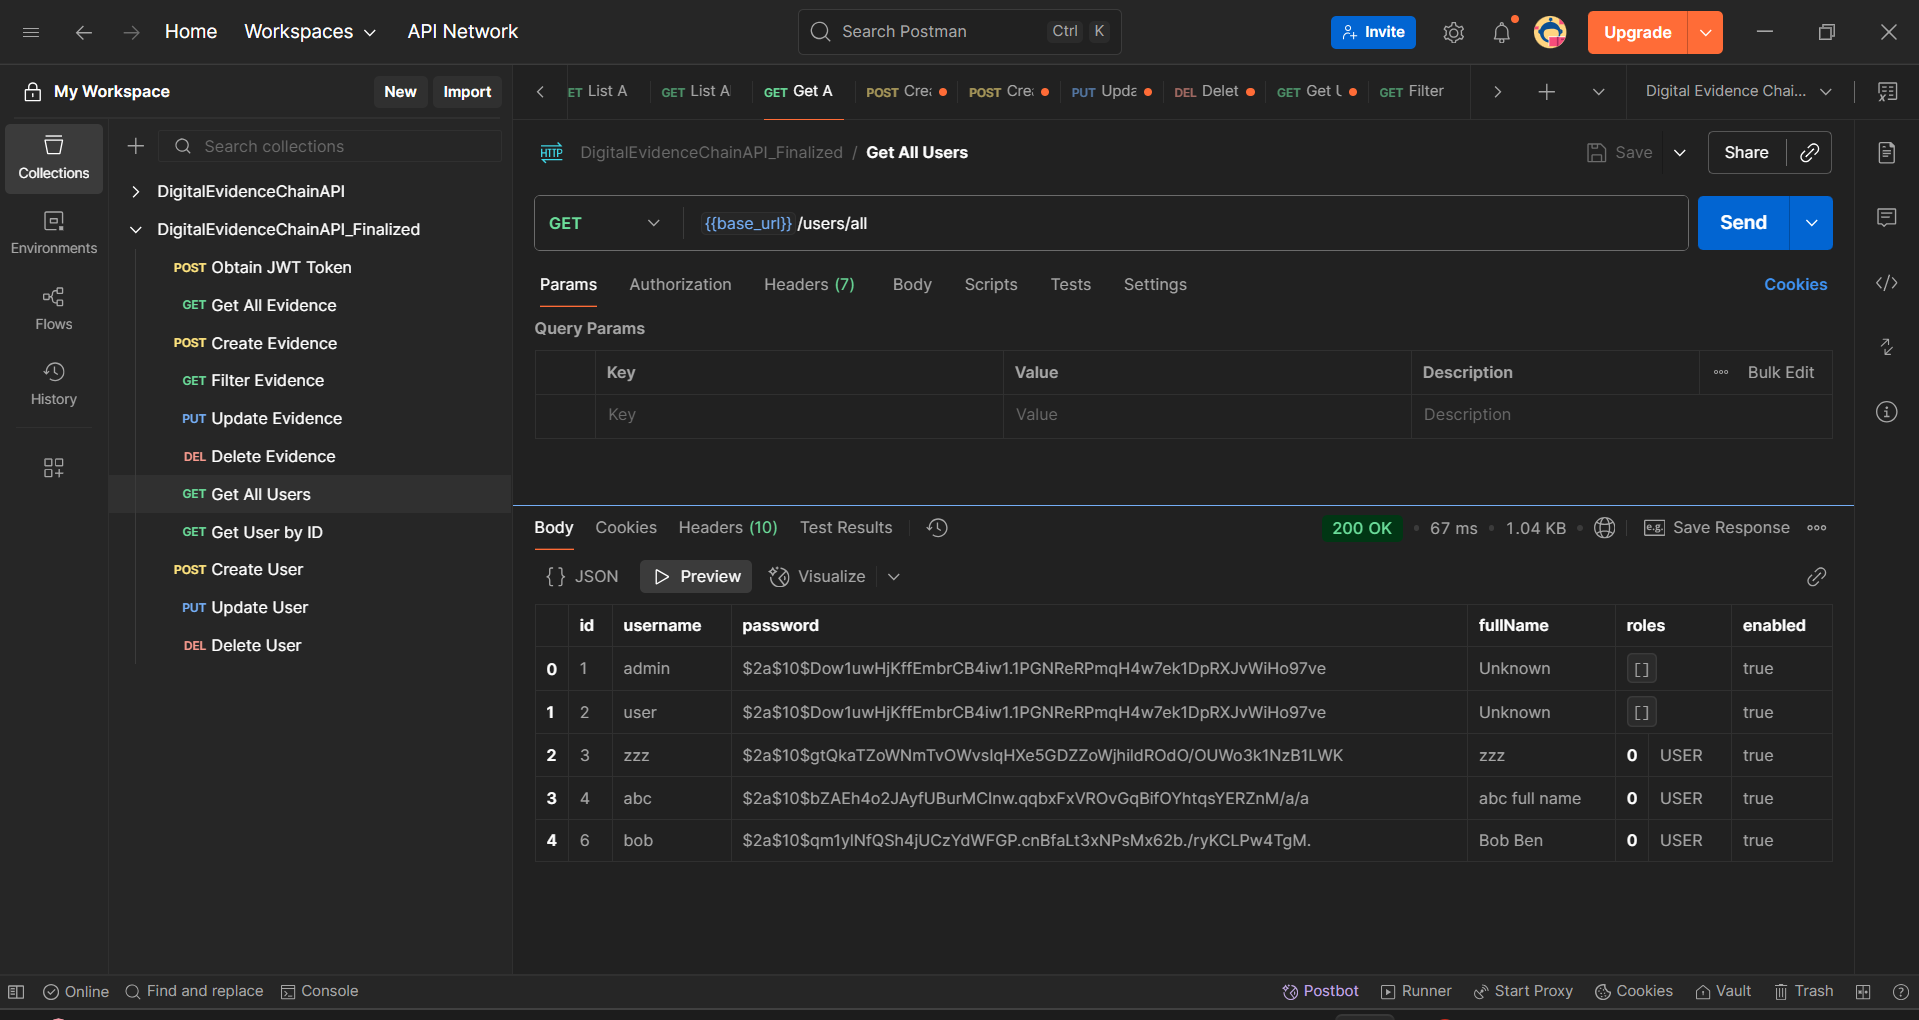 Home Workspaces API Network Search Postman Ctrl K Invite Upgrade
My Workspace New Import
ET List A GET List Al GET Get A POST Cre POST Cre PUT Upda DEL Delet GET Get U GET Filter Digital Evidence Chai...
Collections
Environments
Flows
History
Search collections
DigitalEvidenceChainAPI
DigitalEvidenceChainAPI_Finalized
POST Obtain JWT Token
GET Get All Evidence
POST Create Evidence
GET Filter Evidence
PUT Update Evidence
DEL Delete Evidence
GET Get All Users
GET Get User by ID
POST Create User
PUT Update User
DEL Delete User
HTTP DigitalEvidenceChainAPI_Finalized / Get All Users Save Share
GET {{base_url}} /users/all Send
Params Authorization Headers (7) Body Scripts Tests Settings Cookies
Query Params
Key Value Description Bulk Edit
Key Value Description
Body Cookies Headers (10) Test Results 200 OK • 67 ms • 1.04 KB • e.g. Save Response
{} JSON Preview Visualize
id username password fullName roles enabled
0 1 admin $2a$10$Dow1uwHjKffEmbrCB4iw1.1PGNReRPmqH4w7ek1DpRXJvWiHo97ve Unknown [] true
1 2 user $2a$10$Dow1uwHjKffEmbrCB4iw1.1PGNReRPmqH4w7ek1DpRXJvWiHo97ve Unknown [] true
2 3 zzz $2a$10$gtQkaTZoWNmTvOWvsIqHXe5GDZZoWjhildROdO/OUWo3k1NzB1LWK zzz 0 USER true
3 4 abc $2a$10$bZAEh4o2JAyfUBurMCInw.qqbxFxVROvGqBifOYhtqsYERZnM/a/a abc full name 0 USER true
4 6 bob $2a$10$qm1ylNfQSh4jUCzYdWFGP.cnBfaLt3xNPsMx62b./ryKCLPw4TgM. Bob Ben 0 USER true
Online Find and replace Console Postbot Runner Start Proxy Cookies Vault Trash